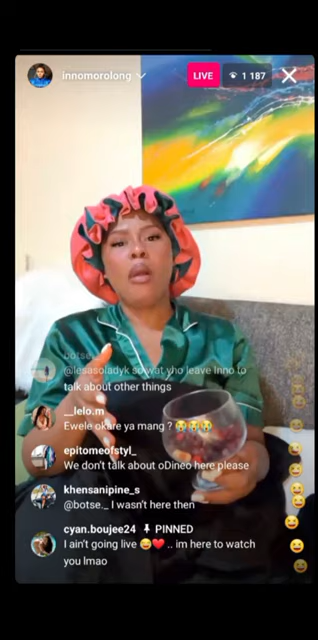 innomorolong
LIVE
1 187
botse._
@lesasoladyk so wat yho leave Inno to
talk about other things
__lelo.m
Ewele okare ya mang ? 😭😭😭
epitomeofstyl_
We don't talk about oDineo here please
khensanipine_s
@botse._ I wasn't here then
cyan.boujee24 📌 PINNED
I ain't going live 😂❤️ .. im here to watch
you lmao